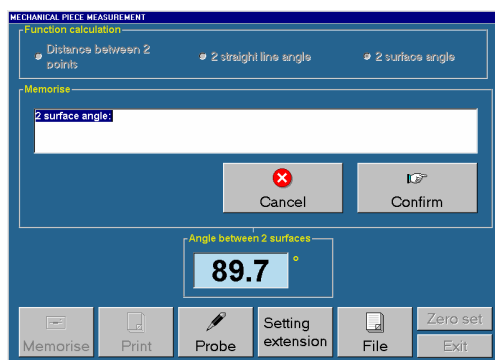 MECHANICAL PIECE MEASUREMENT
Function calculation
Distance between 2
points
2 straight line angle
2 surface angle
Memorise
2 surface angle:
Cancel
Confirm
Angle between 2 surfaces
89.7 °
Memorise
Print
Probe
Setting
extension
File
Zero set
Exit